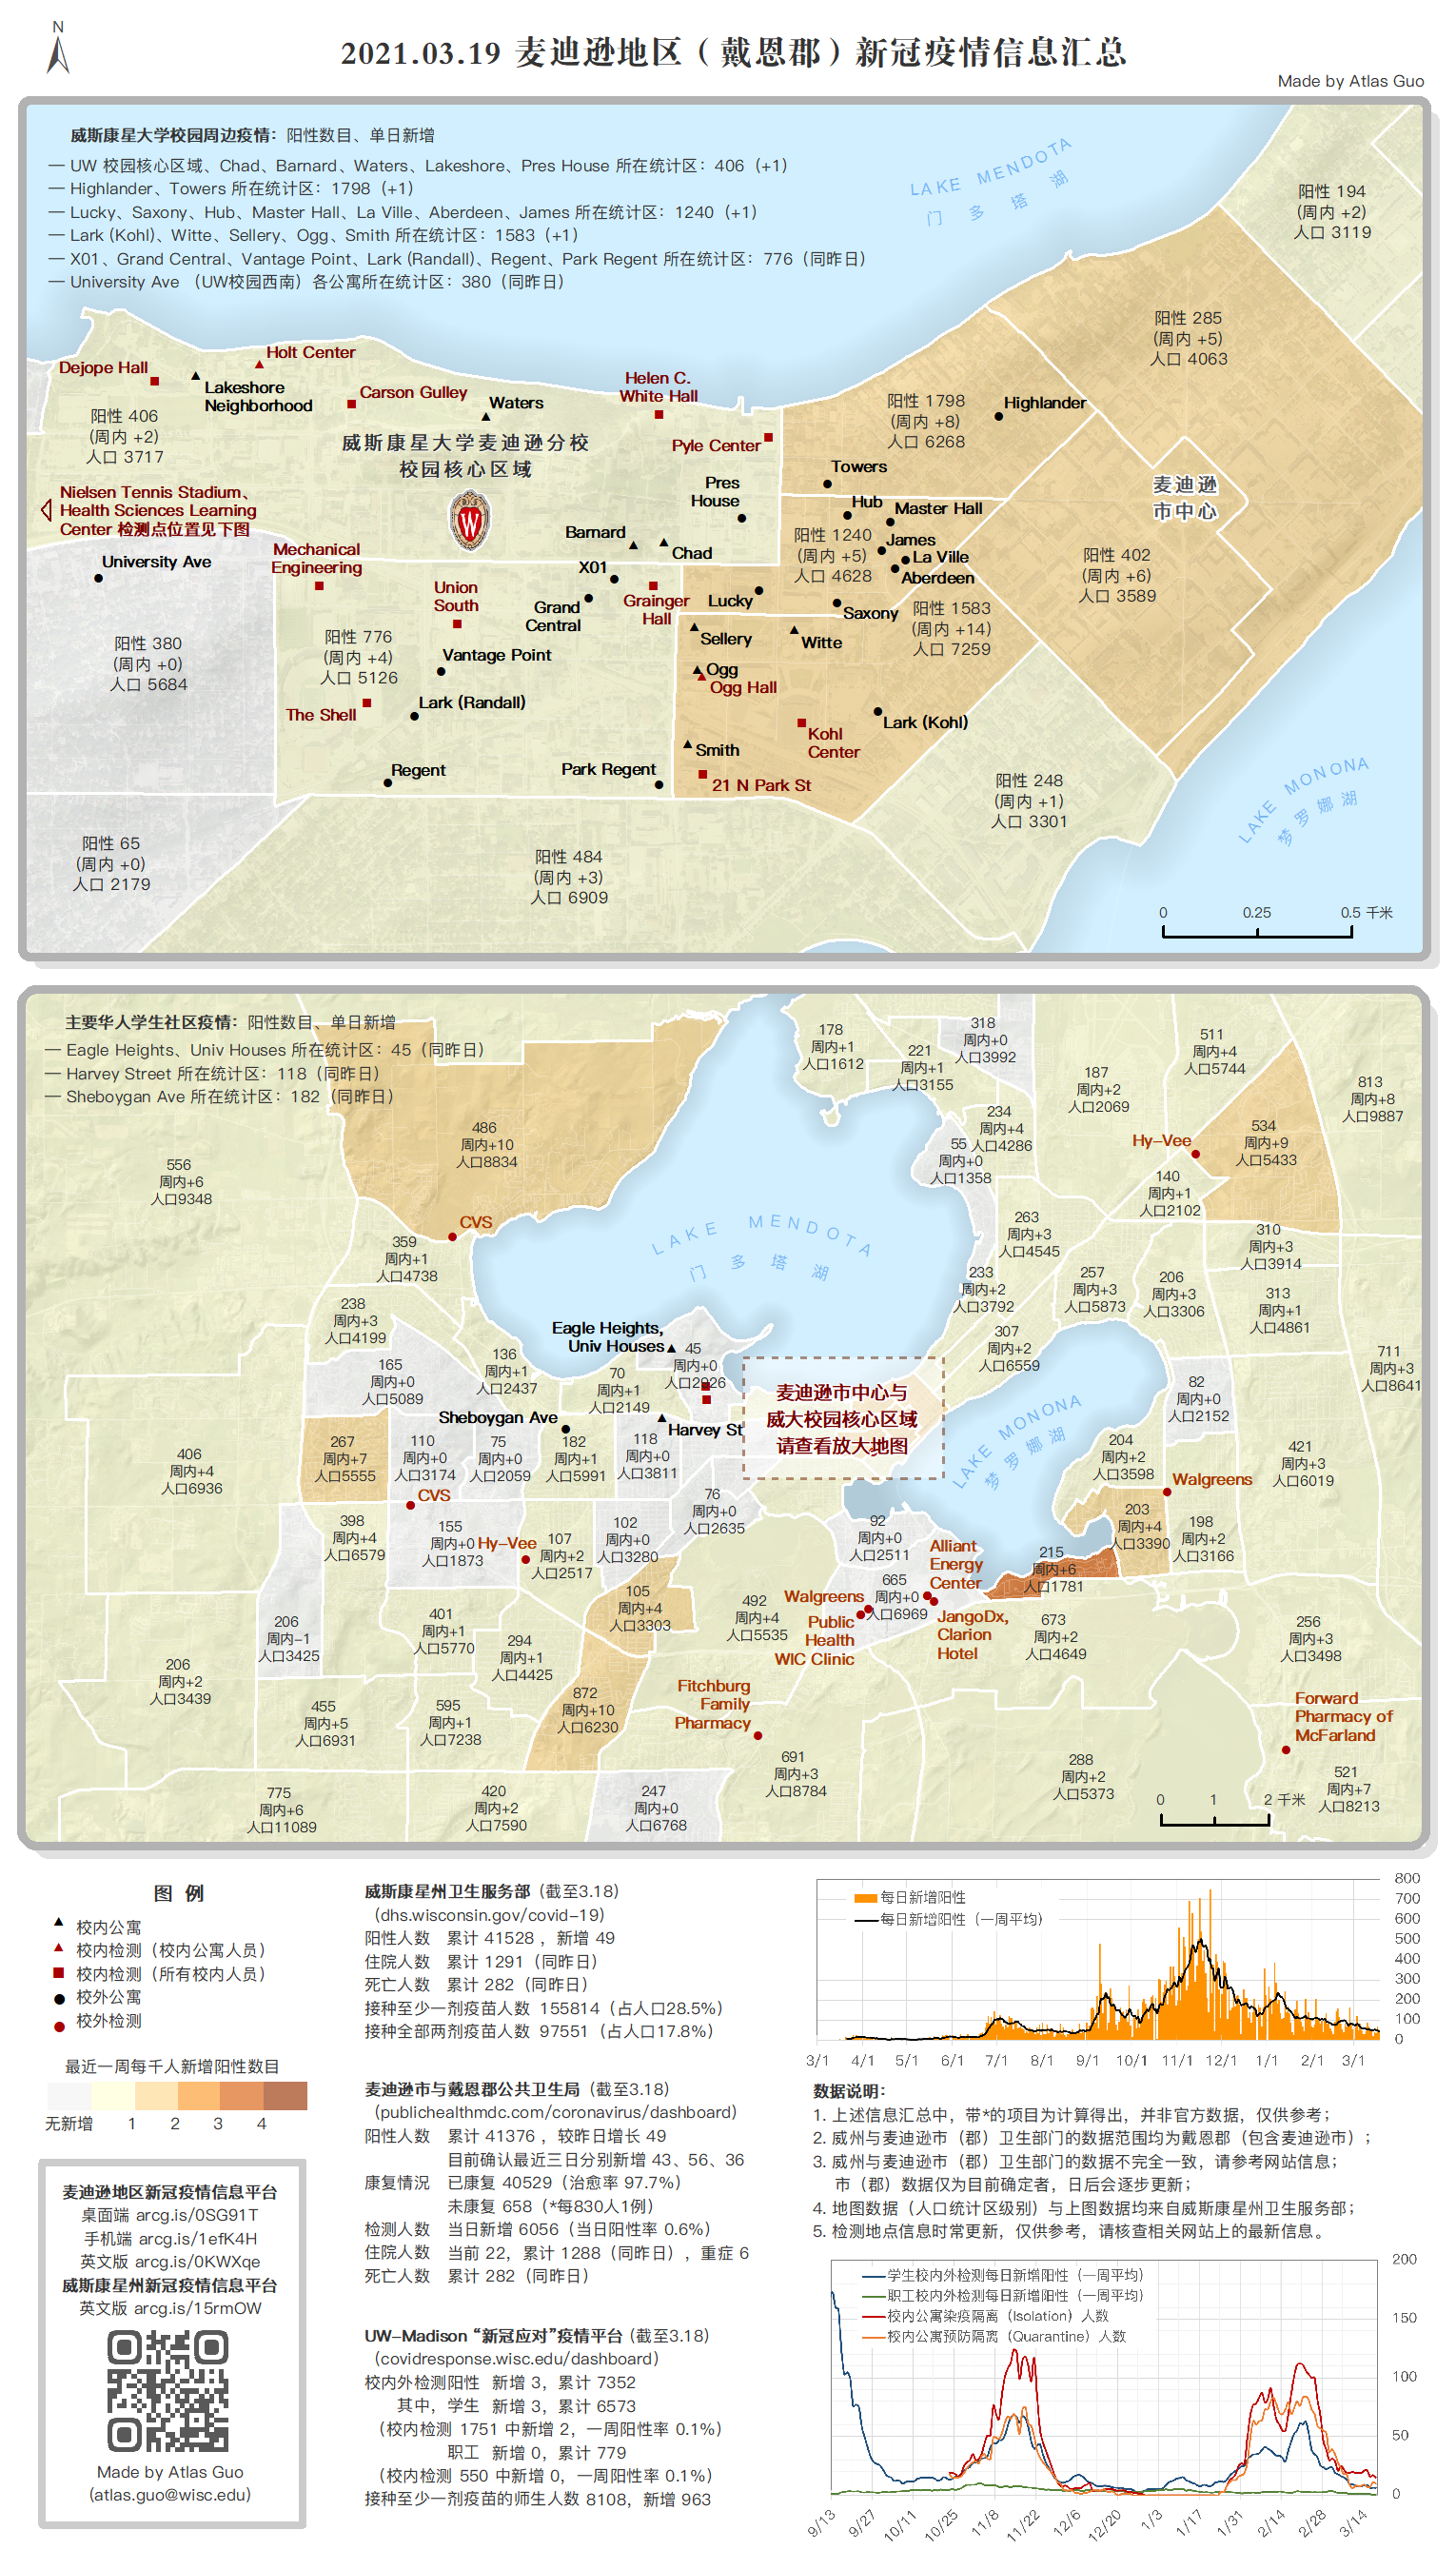 N
2021.03.19 麦迪逊地区（戴恩郡）新冠疫情信息汇总
Made by Atlas Guo
威斯康星大学校园周边疫情：阳性数目、单日新增
— UW 校园核心区域、Chad、Barnard、Waters、Lakeshore、Pres House 所在统计区：406（+1）
— Highlander、Towers 所在统计区：1798（+1）
— Lucky、Saxony、Hub、Master Hall、La Ville、Aberdeen、James 所在统计区：1240（+1）
— Lark (Kohl)、Witte、Sellery、Ogg、Smith 所在统计区：1583（+1）
— X01、Grand Central、Vantage Point、Lark (Randall)、Regent、Park Regent 所在统计区：776（同昨日）
— University Ave （UW校园西南）各公寓所在统计区：380（同昨日）
LAKE MENDOTA
门多塔湖
阳性 194
(周内 +2)
人口 3119
阳性 285
(周内 +5)
人口 4063
Dejope Hall
Holt Center
Lakeshore
Neighborhood
Carson Gulley
Waters
Helen C.
White Hall
Pyle Center
阳性 406
(周内 +2)
人口 3717
威斯康星大学麦迪逊分校
校园核心区域
W
阳性 1798
(周内 +8)
人口 6268
Highlander
Towers
Pres
House
Hub
Master Hall
麦迪逊
市中心
Nielsen Tennis Stadium、
Health Sciences Learning
Center 检测点位置见下图
Barnard
Chad
阳性 1240
(周内 +5)
人口 4628
James
La Ville
Aberdeen
阳性 402
(周内 +6)
人口 3589
University Ave
Mechanical
Engineering
X01
Union
South
Grand
Central
Grainger
Hall
Lucky
Saxony
阳性 1583
(周内 +14)
人口 7259
阳性 380
(周内 +0)
人口 5684
阳性 776
(周内 +4)
人口 5126
Sellery
Witte
Vantage Point
Ogg
Ogg Hall
The Shell
Lark (Randall)
Lark (Kohl)
Kohl
Center
Smith
Regent
Park Regent
21 N Park St
阳性 248
(周内 +1)
人口 3301
LAKE MONONA
梦罗娜湖
阳性 65
(周内 +0)
人口 2179
阳性 484
(周内 +3)
人口 6909
0 0.25 0.5 千米
主要华人学生社区疫情：阳性数目、单日新增
— Eagle Heights、Univ Houses 所在统计区：45（同昨日）
— Harvey Street 所在统计区：118（同昨日）
— Sheboygan Ave 所在统计区：182（同昨日）
178
周内+1
人口1612
221
周内+1
人口3155
318
周内+0
人口3992
187
周内+2
人口2069
511
周内+4
人口5744
813
周内+8
人口9887
556
周内+6
人口9348
486
周内+10
人口8834
234
周内+4
人口4286
55
周内+0
人口1358
Hy-Vee
534
周内+9
人口5433
140
周内+1
人口2102
CVS
359
周内+1
人口4738
LAKE MENDOTA
门多塔湖
263
周内+3
人口4545
310
周内+3
人口3914
233
周内+2
人口3792
257
周内+3
人口5873
206
周内+3
人口3306
313
周内+1
人口4861
238
周内+3
人口4199
Eagle Heights,
Univ Houses
45
周内+0
人口2926
307
周内+2
人口6559
711
周内+3
人口8641
165
周内+0
人口5089
136
周内+1
人口2437
70
周内+1
人口2149
麦迪逊市中心与
威大校园核心区域
请查看放大地图
82
周内+0
人口2152
Sheboygan Ave
Harvey St
LAKE MONONA
梦罗娜湖
406
周内+4
人口6936
267
周内+7
人口5555
110
周内+0
人口3174
75
周内+0
人口2059
182
周内+1
人口5991
118
周内+0
人口3811
204
周内+2
人口3598
421
周内+3
人口6019
CVS
Walgreens
76
周内+0
人口2635
398
周内+4
人口6579
155
周内+0
人口1873
Hy-Vee
107
周内+2
人口2517
102
周内+0
人口3280
92
周内+0
人口2511
203
周内+4
人口3390
198
周内+2
人口3166
Alliant
Energy
Center
215
周内+6
人口1781
105
周内+4
人口3303
492
周内+4
人口5535
Walgreens
665
周内+0
人口6969
Public
Health
WIC Clinic
JangoDx,
Clarion
Hotel
673
周内+2
人口4649
256
周内+3
人口3498
206
周内-1
人口3425
401
周内+1
人口5770
294
周内+1
人口4425
206
周内+2
人口3439
Fitchburg
Family
Pharmacy
872
周内+10
人口6230
455
周内+5
人口6931
595
周内+1
人口7238
Forward
Pharmacy of
McFarland
691
周内+3
人口8784
288
周内+2
人口5373
521
周内+7
人口8213
775
周内+6
人口11089
420
周内+2
人口7590
247
周内+0
人口6768
0 1 2 千米
图 例
校内公寓
校内检测（校内公寓人员）
校内检测（所有校内人员）
校外公寓
校外检测
最近一周每千人新增阳性数目
无新增 1 2 3 4
麦迪逊地区新冠疫情信息平台
桌面端 arcg.is/0SG91T
手机端 arcg.is/1efK4H
英文版 arcg.is/0KWXqe
威斯康星州新冠疫情信息平台
英文版 arcg.is/15rmOW
Made by Atlas Guo
(atlas.guo@wisc.edu)
威斯康星州卫生服务部（截至3.18）
（dhs.wisconsin.gov/covid-19）
阳性人数 累计 41528 ，新增 49
住院人数 累计 1291（同昨日）
死亡人数 累计 282（同昨日）
接种至少一剂疫苗人数 155814（占人口28.5%）
接种全部两剂疫苗人数 97551（占人口17.8%）
麦迪逊市与戴恩郡公共卫生局（截至3.18）
（publichealthmdc.com/coronavirus/dashboard）
阳性人数 累计 41376 ，较昨日增长 49
目前确认最近三日分别新增 43、56、36
康复情况 已康复 40529（治愈率 97.7%）
未康复 658（*每830人1例）
检测人数 当日新增 6056（当日阳性率 0.6%）
住院人数 当前 22，累计 1288（同昨日），重症 6
死亡人数 累计 282（同昨日）
UW-Madison “新冠应对”疫情平台（截至3.18）
（covidresponse.wisc.edu/dashboard）
校内外检测阳性 新增 3，累计 7352
其中，学生 新增 3，累计 6573
（校内检测 1751 中新增 2，一周阳性率 0.1%）
职工 新增 0，累计 779
（校内检测 550 中新增 0，一周阳性率 0.1%）
接种至少一剂疫苗的师生人数 8108，新增 963
每日新增阳性
每日新增阳性（一周平均）
800
700
600
500
400
300
200
100
0
3/1 4/1 5/1 6/1 7/1 8/1 9/1 10/1 11/1 12/1 1/1 2/1 3/1
数据说明：
1. 上述信息汇总中，带*的项目为计算得出，并非官方数据，仅供参考；
2. 威州与麦迪逊市（郡）卫生部门的数据范围均为戴恩郡（包含麦迪逊市）；
3. 威州与麦迪逊市（郡）卫生部门的数据不完全一致，请参考网站信息；
市（郡）数据仅为目前确定者，日后会逐步更新；
4. 地图数据（人口统计区级别）与上图数据均来自威斯康星州卫生服务部；
5. 检测地点信息时常更新，仅供参考，请核查相关网站上的最新信息。
学生校内外检测每日新增阳性（一周平均）
职工校内外检测每日新增阳性（一周平均）
校内公寓染疫隔离（Isolation）人数
校内公寓预防隔离（Quarantine）人数
200
150
100
50
0
9/13 9/27 10/11 10/25 11/8 11/22 12/6 12/20 1/3 1/17 1/31 2/14 2/28 3/14